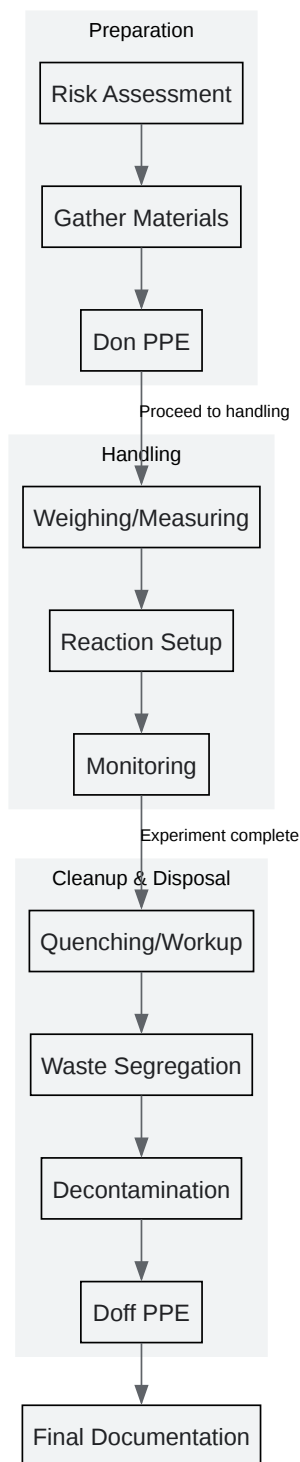 Preparation
Risk Assessment
Gather Materials
Don PPE
Proceed to handling
Handling
Weighing/Measuring
Reaction Setup
Monitoring
Experiment complete
Cleanup & Disposal
Quenching/Workup
Waste Segregation
Decontamination
Doff PPE
Final Documentation